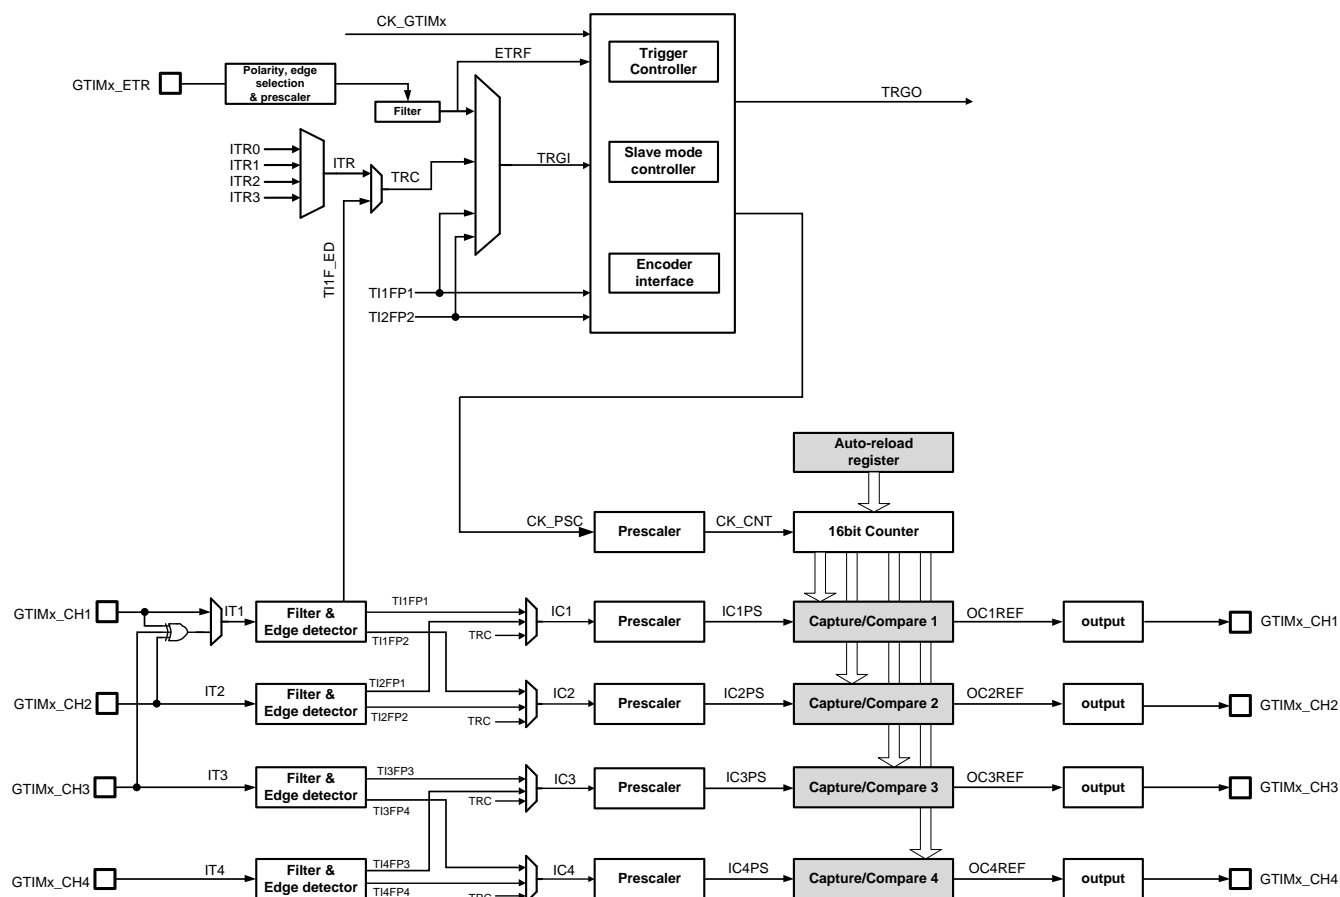 CK_GTIMx
ETRF
Trigger
Controller
GTIMx_ETR
Polarity, edge
selection
& prescaler
Filter
TRGO
ITR0
ITR1
ITR2
ITR3
ITR
TRC
TRGI
Slave mode
controller
TI1F_ED
Encoder
interface
TI1FP1
TI2FP2
Auto-reload
register
CK_PSC
Prescaler
CK_CNT
16bit Counter
GTIMx_CH1
IT1
Filter &
Edge detector
TI1FP1
TI1FP2
TRC
IC1
Prescaler
IC1PS
Capture/Compare 1
OC1REF
output
GTIMx_CH1
GTIMx_CH2
IT2
Filter &
Edge detector
TI2FP1
TI2FP2
TRC
IC2
Prescaler
IC2PS
Capture/Compare 2
OC2REF
output
GTIMx_CH2
GTIMx_CH3
IT3
Filter &
Edge detector
TI3FP3
TI3FP4
TRC
IC3
Prescaler
IC3PS
Capture/Compare 3
OC3REF
output
GTIMx_CH3
GTIMx_CH4
IT4
Filter &
Edge detector
TI4FP3
TI4FP4
TRC
IC4
Prescaler
IC4PS
Capture/Compare 4
OC4REF
output
GTIMx_CH4